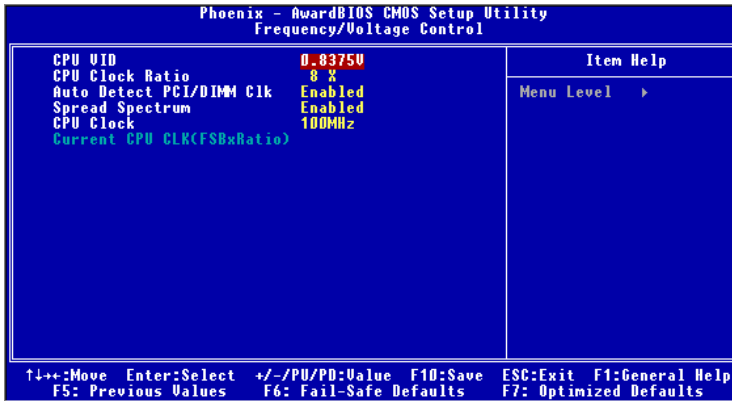 Phoenix - AwardBIOS CMOS Setup Utility
Frequency/Voltage Control
CPU VID 0.8375V
CPU Clock Ratio 8 X
Auto Detect PCI/DIMM Clk Enabled
Spread Spectrum Enabled
CPU Clock 100MHz
Current CPU CLK(FSBxRatio)
Item Help
Menu Level ▸
↑↓→←:Move Enter:Select +/-/PU/PD:Value F10:Save ESC:Exit F1:General Help
F5: Previous Values F6: Fail-Safe Defaults F7: Optimized Defaults